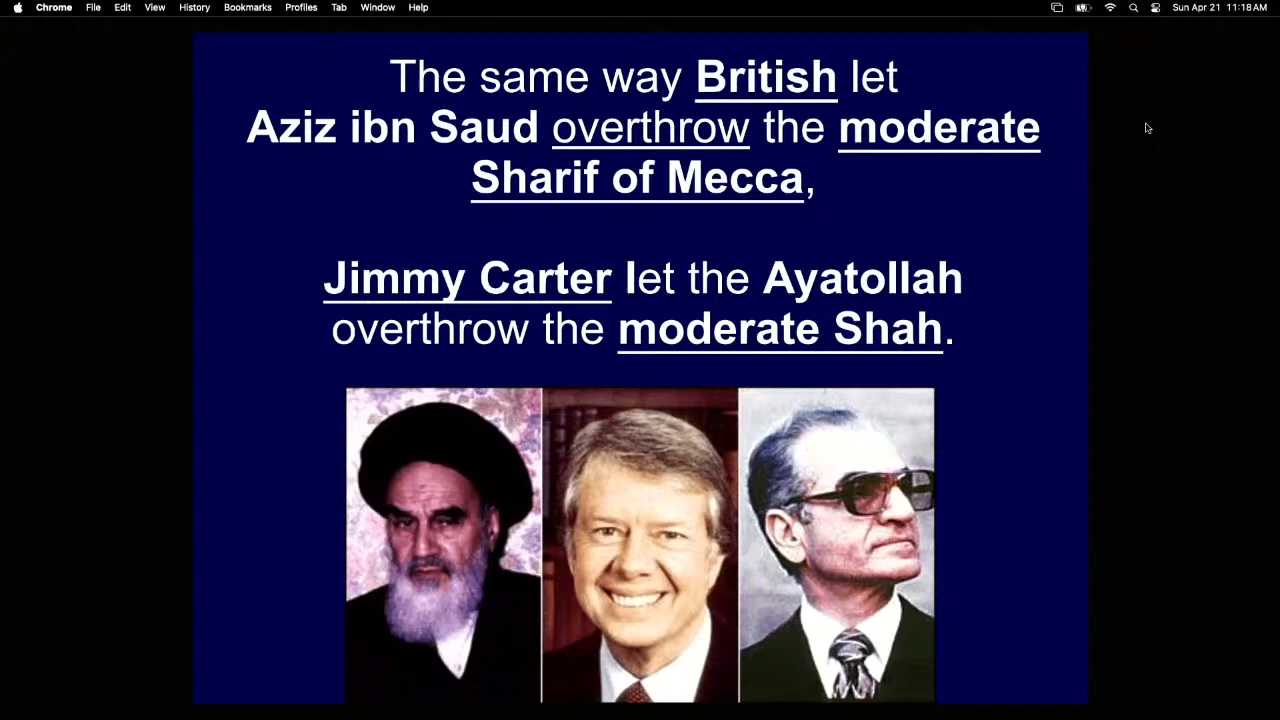 Chrome File Edit View History Bookmarks Profiles Tab Window Help Sun Apr 21 11:18 AM
The same way British let
Aziz ibn Saud overthrow the moderate
Sharif of Mecca,
Jimmy Carter let the Ayatollah
overthrow the moderate Shah.